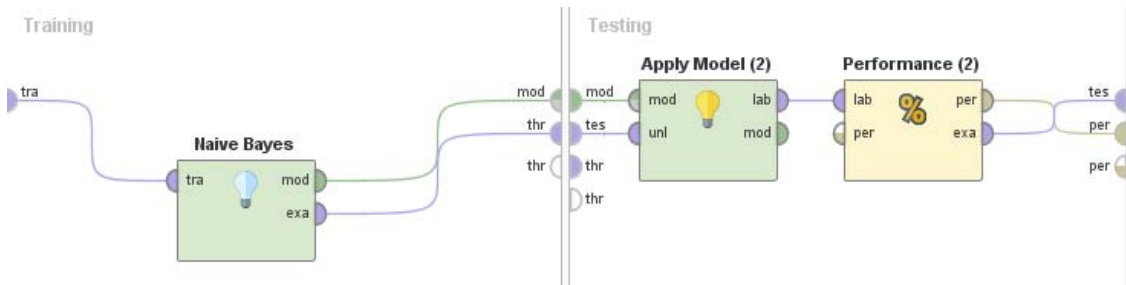 Training
tra
Naive Bayes
tra
mod
exa
mod
thr
thr
Testing
mod
tes
thr
thr
Apply Model (2)
mod
lab
unl
mod
Performance (2)
%
lab
per
per
exa
tes
per
per